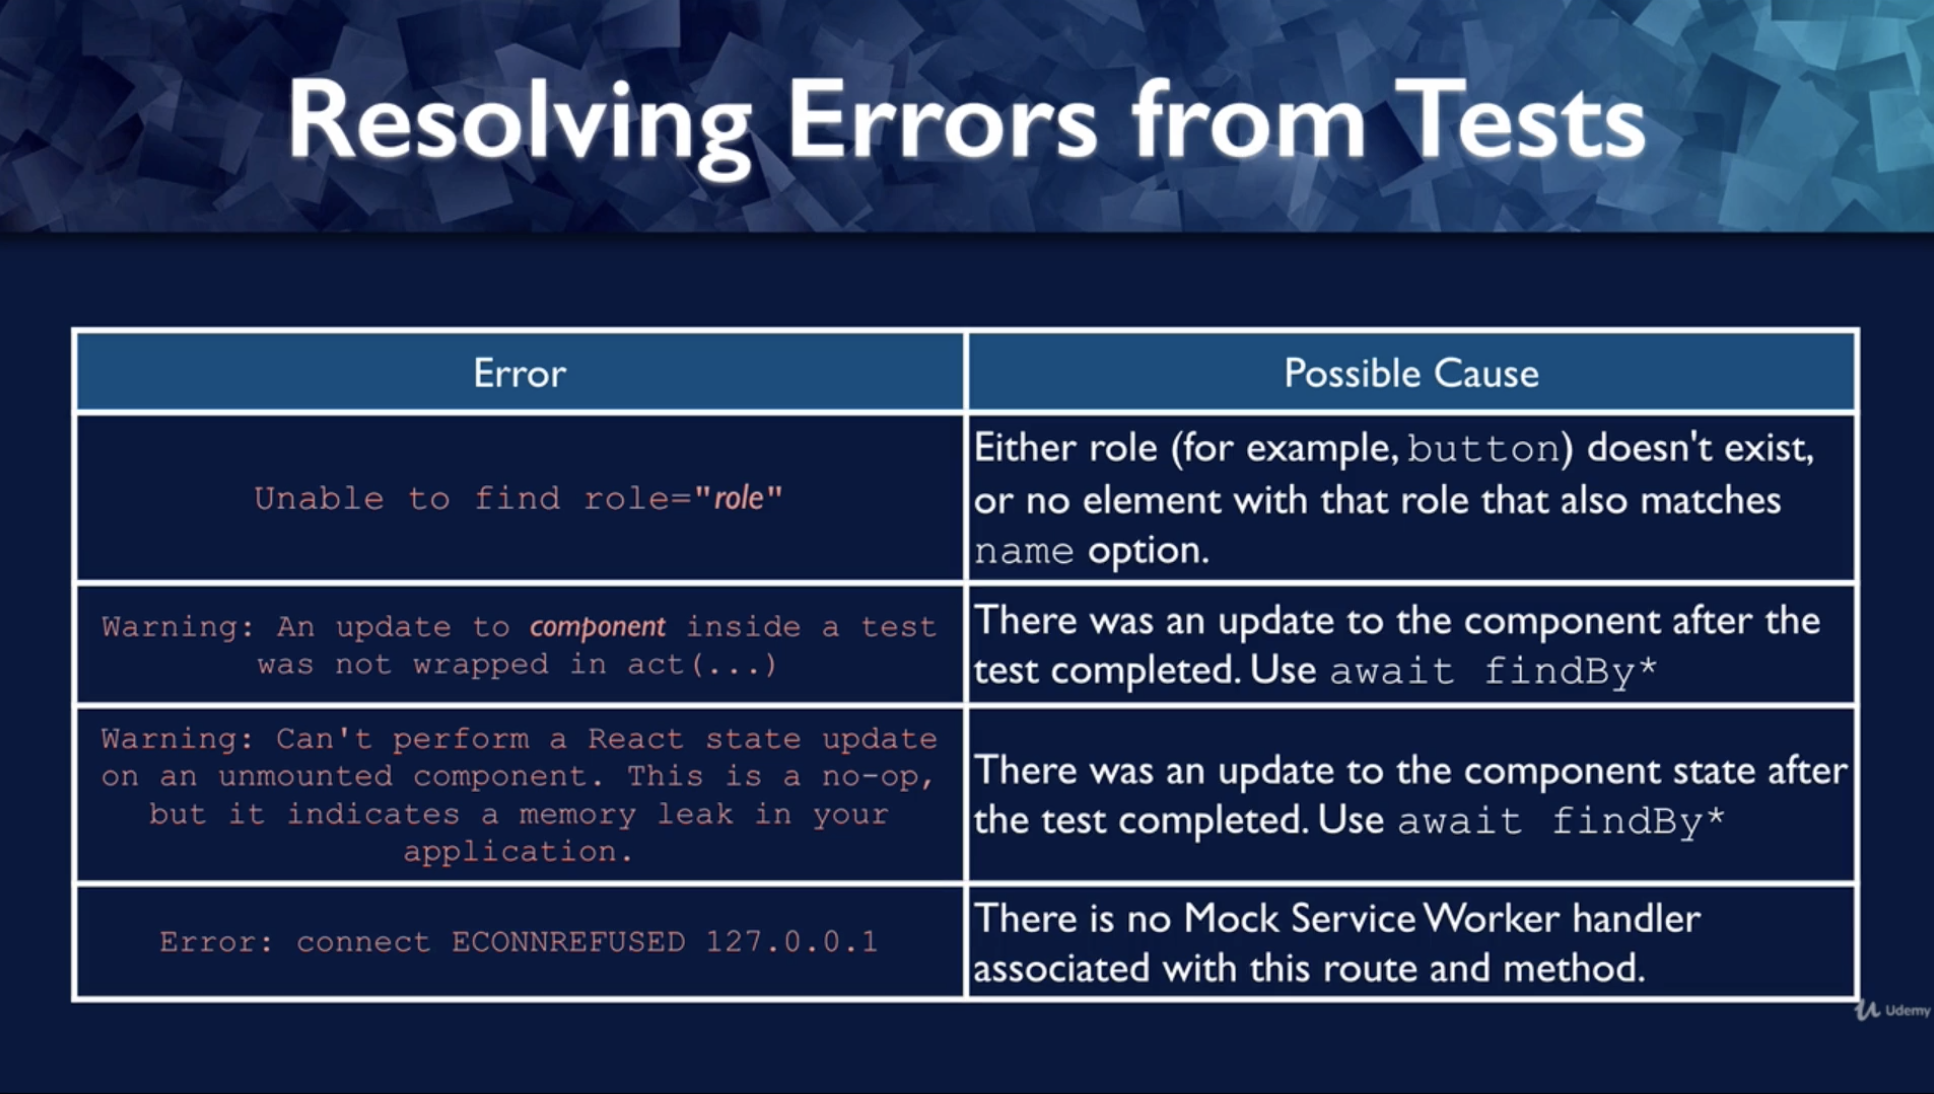 Resolving Errors from Tests
Error
Possible Cause
Unable to find role="role"
Either role (for example, button) doesn't exist,
or no element with that role that also matches
name option.
Warning: An update to component inside a test
was not wrapped in act(...)
There was an update to the component after the
test completed. Use await findBy*
Warning: Can't perform a React state update
on an unmounted component. This is a no-op,
but it indicates a memory leak in your
application.
There was an update to the component state after
the test completed. Use await findBy*
Error: connect ECONNREFUSED 127.0.0.1
There is no Mock Service Worker handler
associated with this route and method.
Udemy